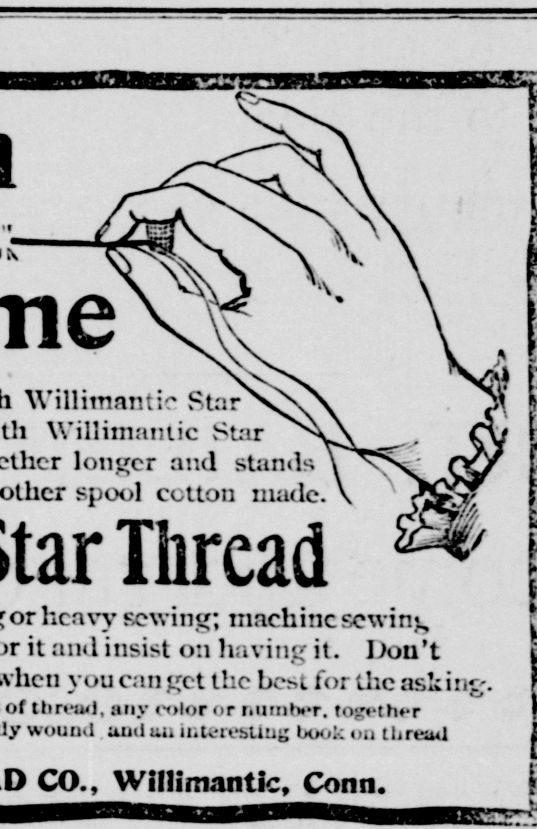 me
h Willimantic Star
th Willimantic Star
ether longer and stands
other spool cotton made.
Star Thread
or heavy sewing; machine sewing,
or it and insist on having it. Don't
when you can get the best for the asking.
of thread, any color or number, together
ly wound and an interesting book on thread
D CO., Willimantic, Conn.